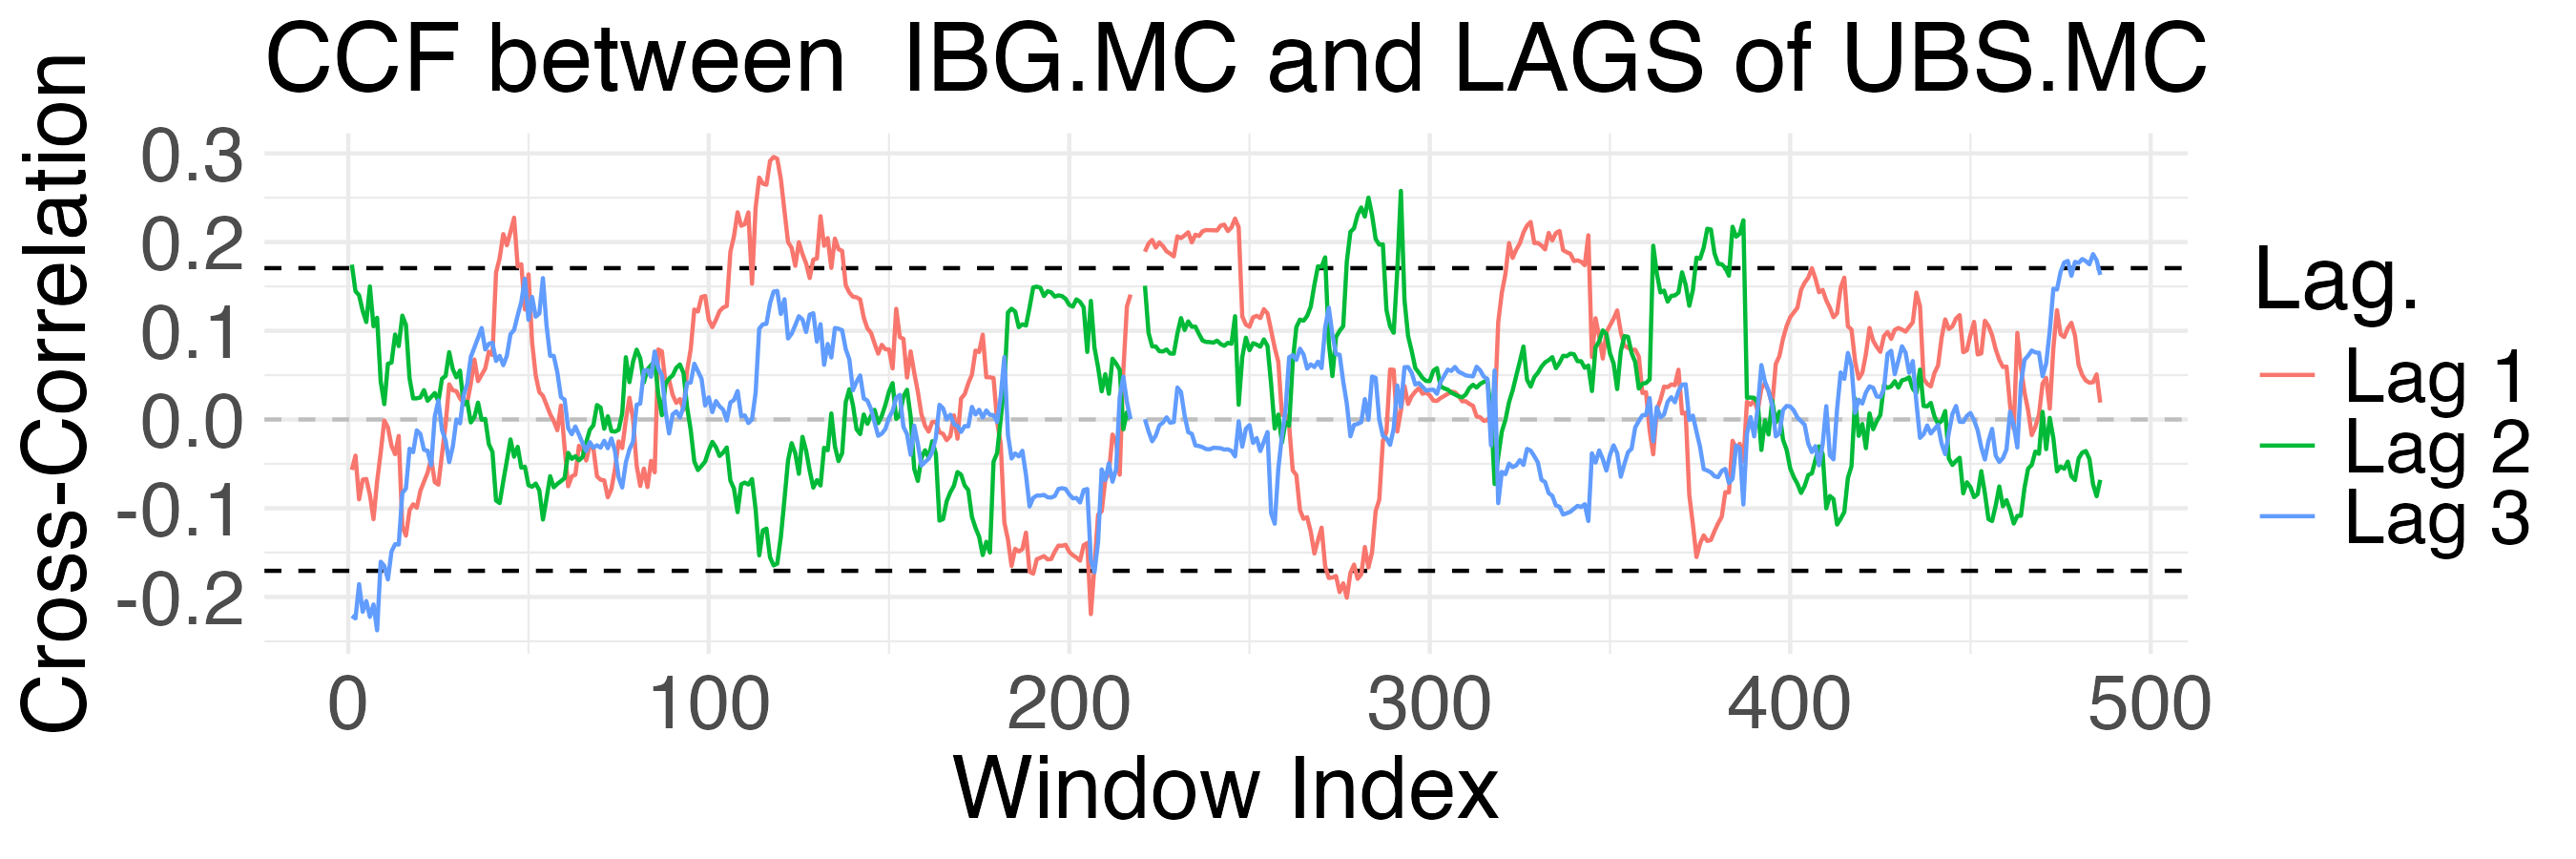 CCF between  IBG.MC and LAGS of UBS.MC
Cross-Correlation
0.3
0.2
0.1
0.0
-0.1
-0.2
0 100 200 300 400 500
Window Index
Lag.
Lag 1
Lag 2
Lag 3